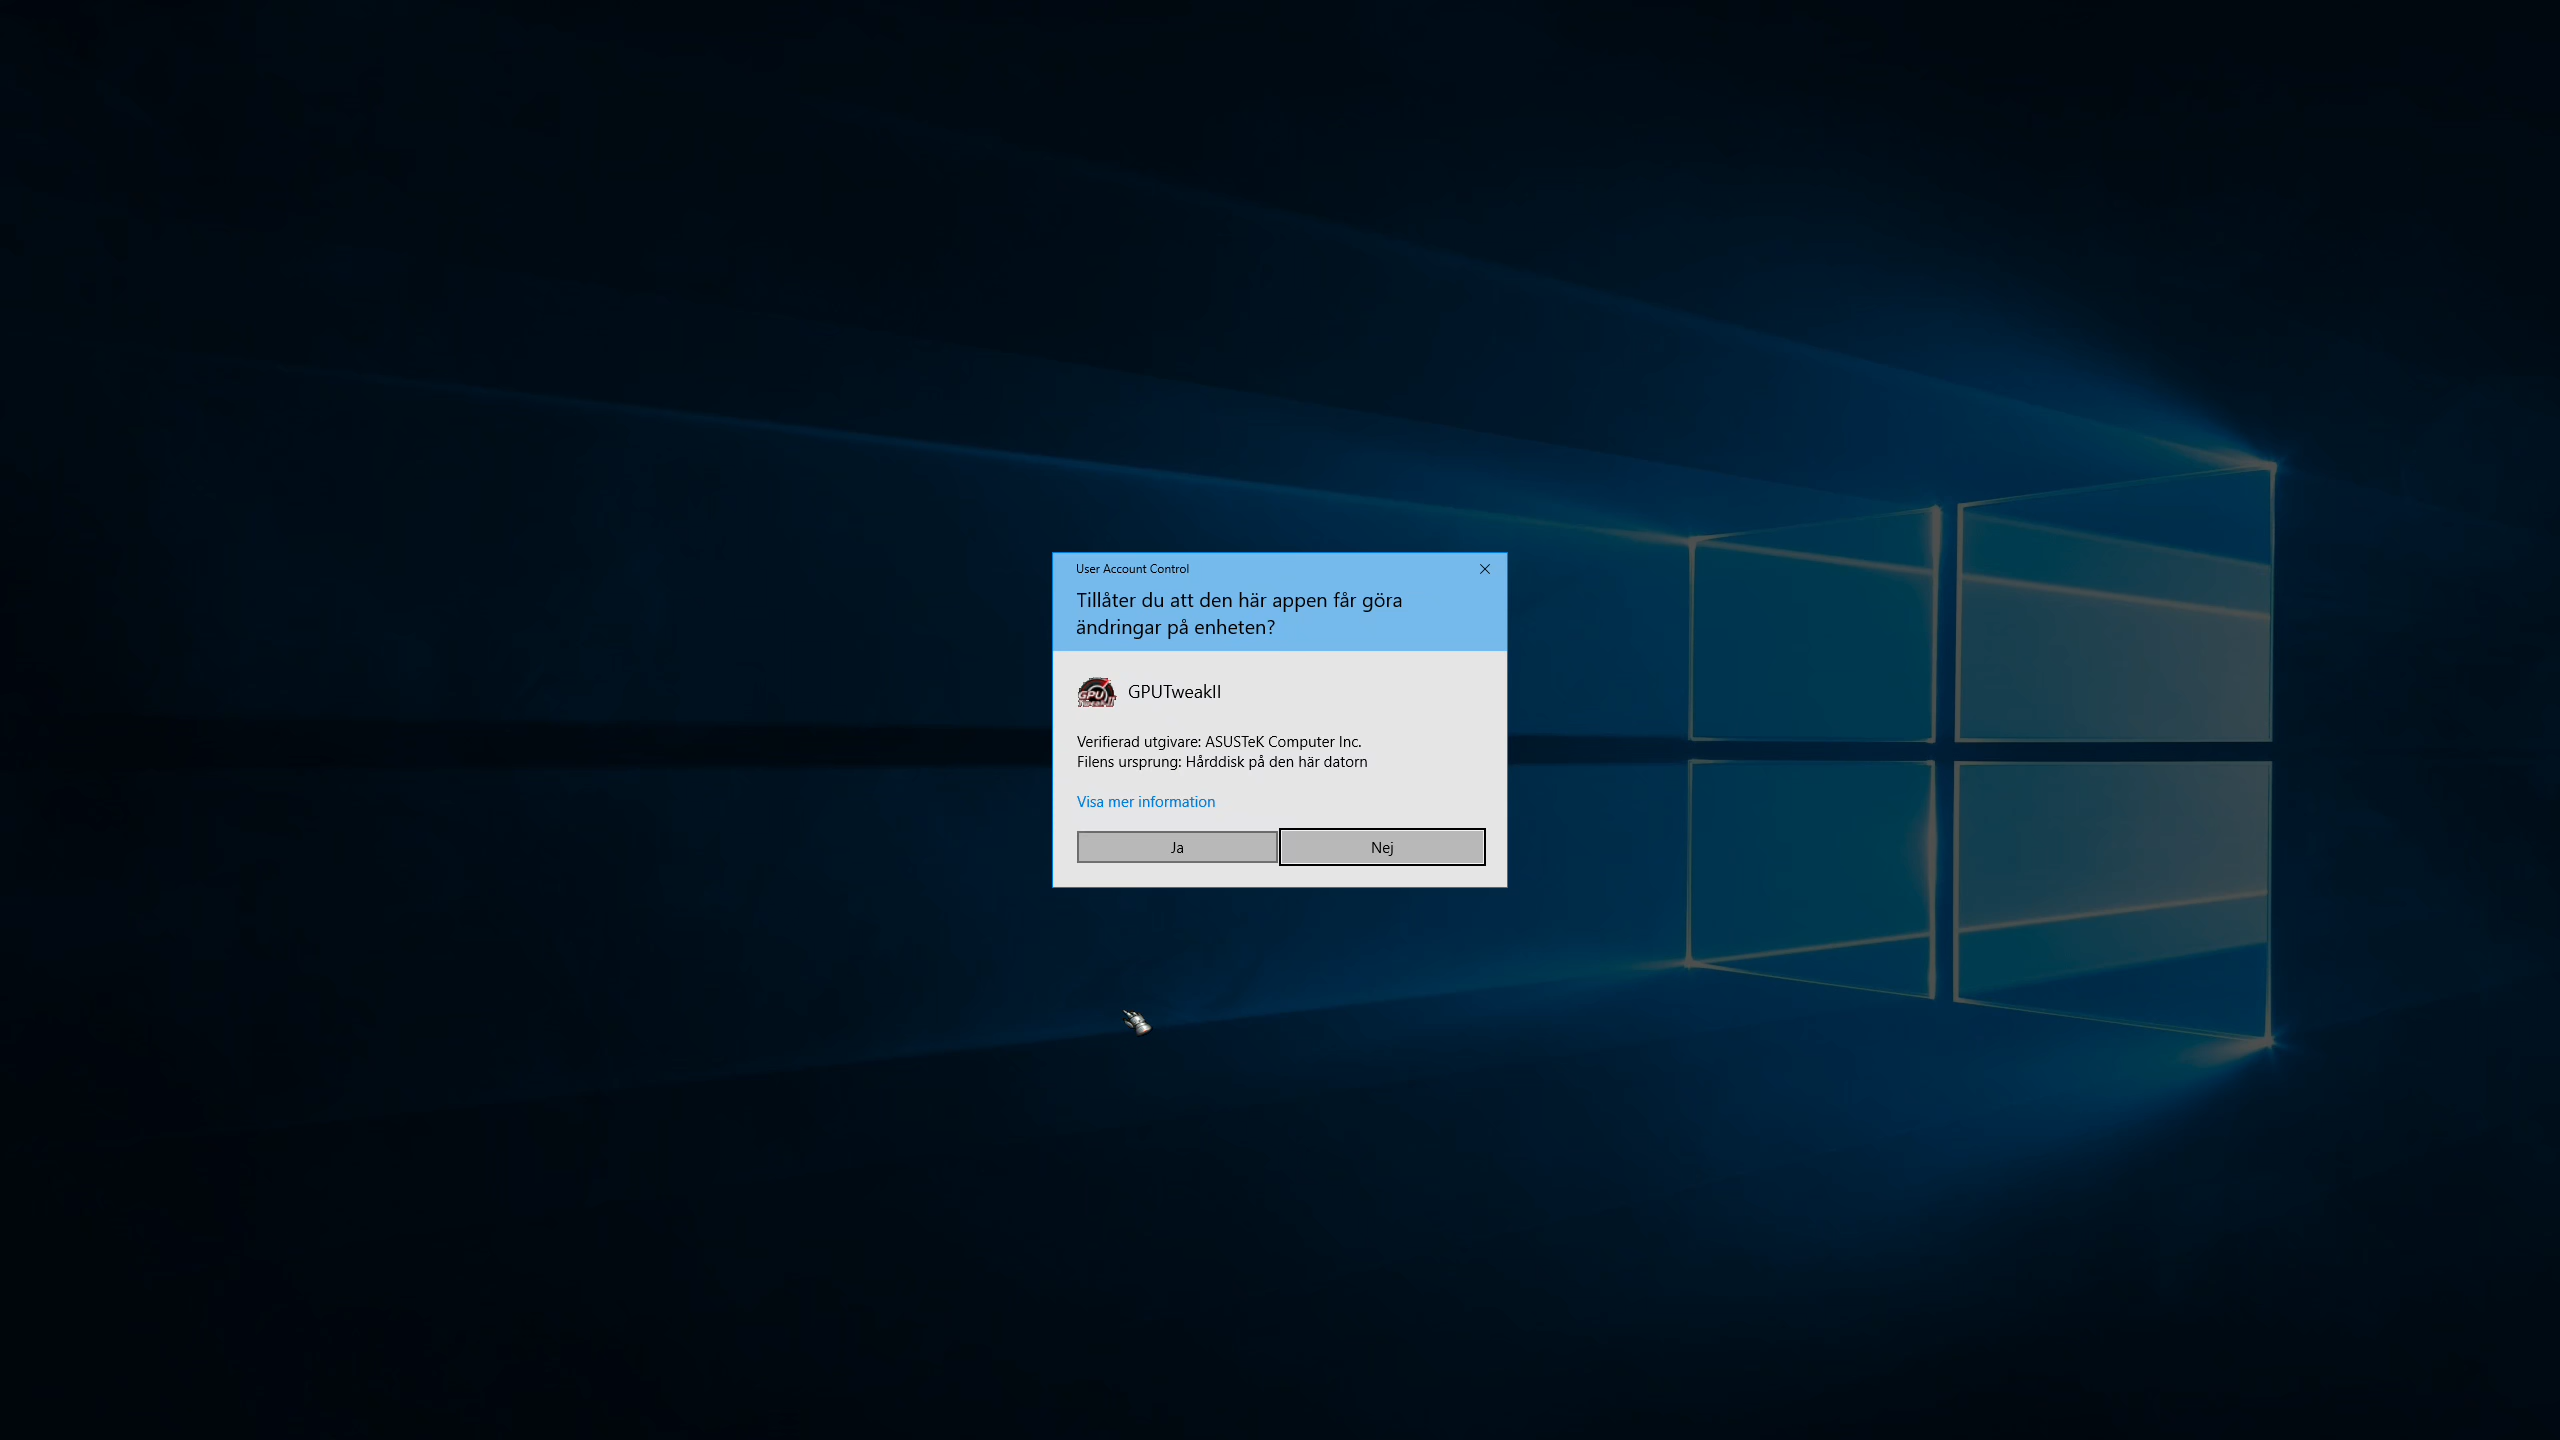 User Account Control
Tillåter du att den här appen får göra
ändringar på enheten?
GPU
GPUTweakII
Verifierad utgivare: ASUSTeK Computer Inc.
Filens ursprung: Hårddisk på den här datorn
Visa mer information
Ja
Nej